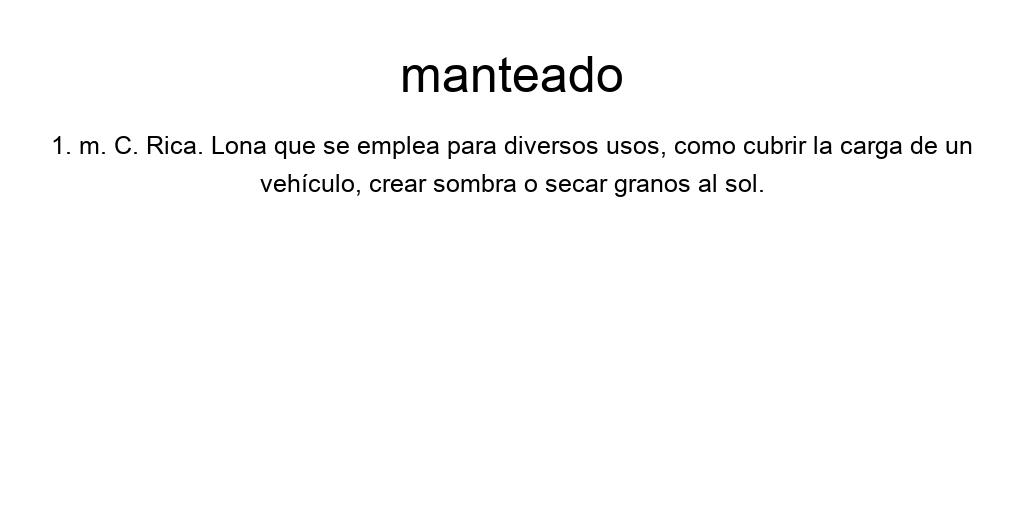 manteado
1. m. C. Rica. Lona que se emplea para diversos usos, como cubrir la carga de un
vehículo, crear sombra o secar granos al sol.